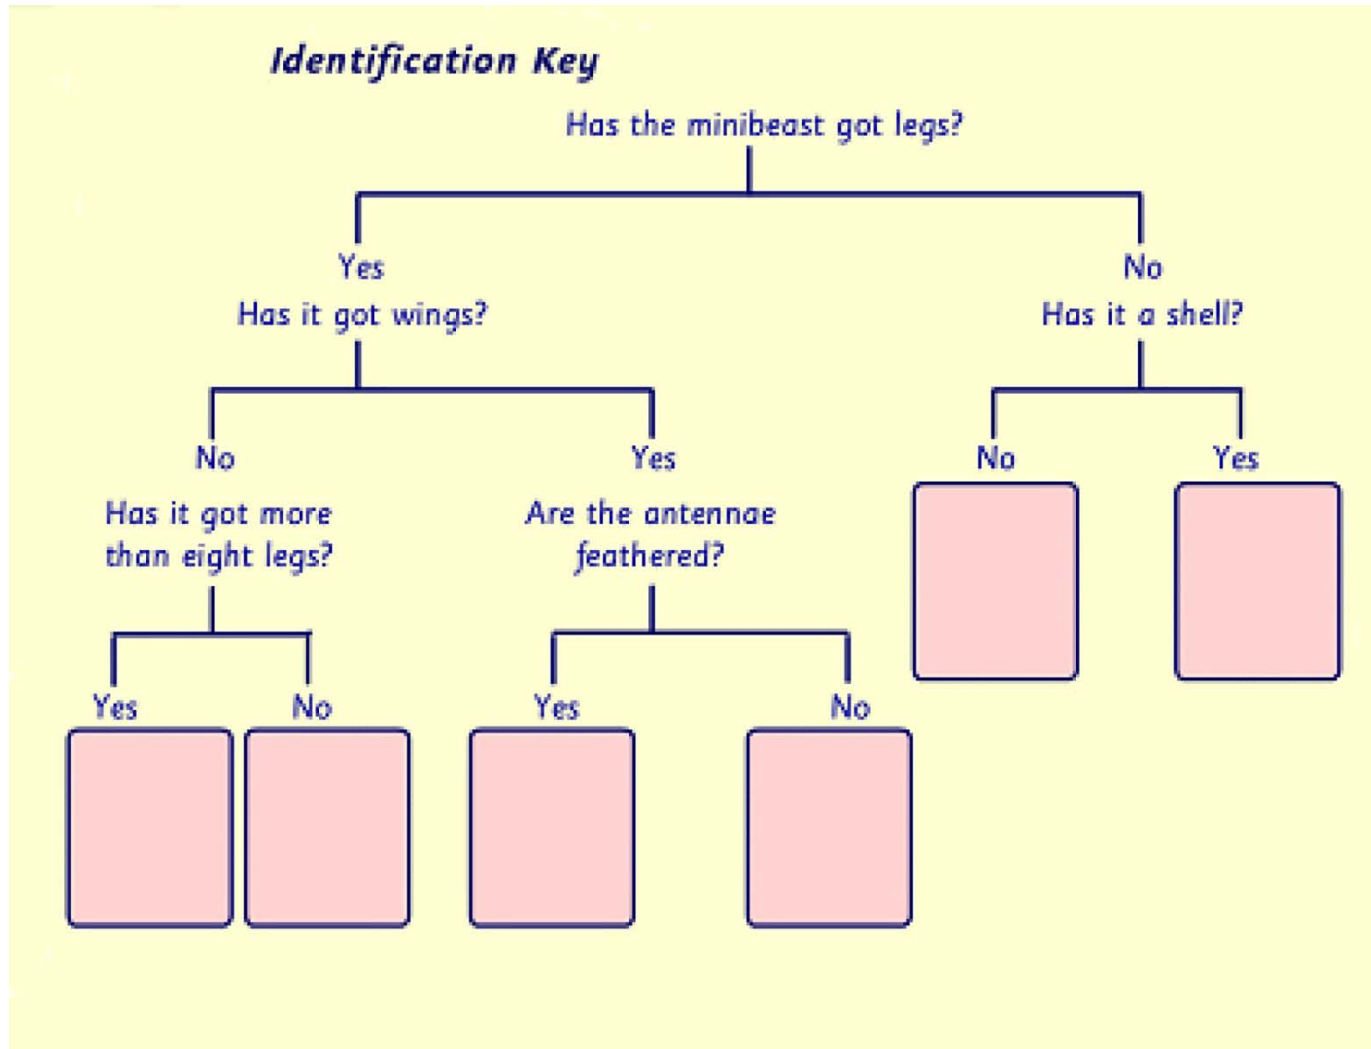 Identification Key
Has the minibeast got legs?
Yes
No
Has it got wings?
Has it a shell?
No
Yes
No
Yes
Has it got more
than eight legs?
Are the antennae
feathered?
Yes
No
Yes
No